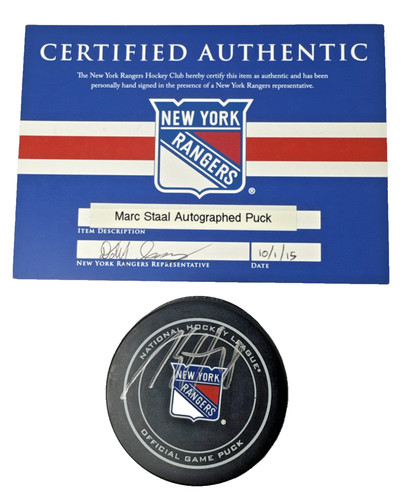 CERTIFIED AUTHENTIC
The New York Rangers Hockey Club hereby certify this item as authentic and has been
personally hand signed in the presence of a New York Rangers representative.
NEW YORK
RANGERS
®
Marc Staal Autographed Puck
ITEM DESCRIPTION
10/1/15
NEW YORK RANGERS REPRESENTATIVE
DATE
NATIONAL HOCKEY LEAGUE®
NEW YORK
RANGERS
OFFICIAL GAME PUCK